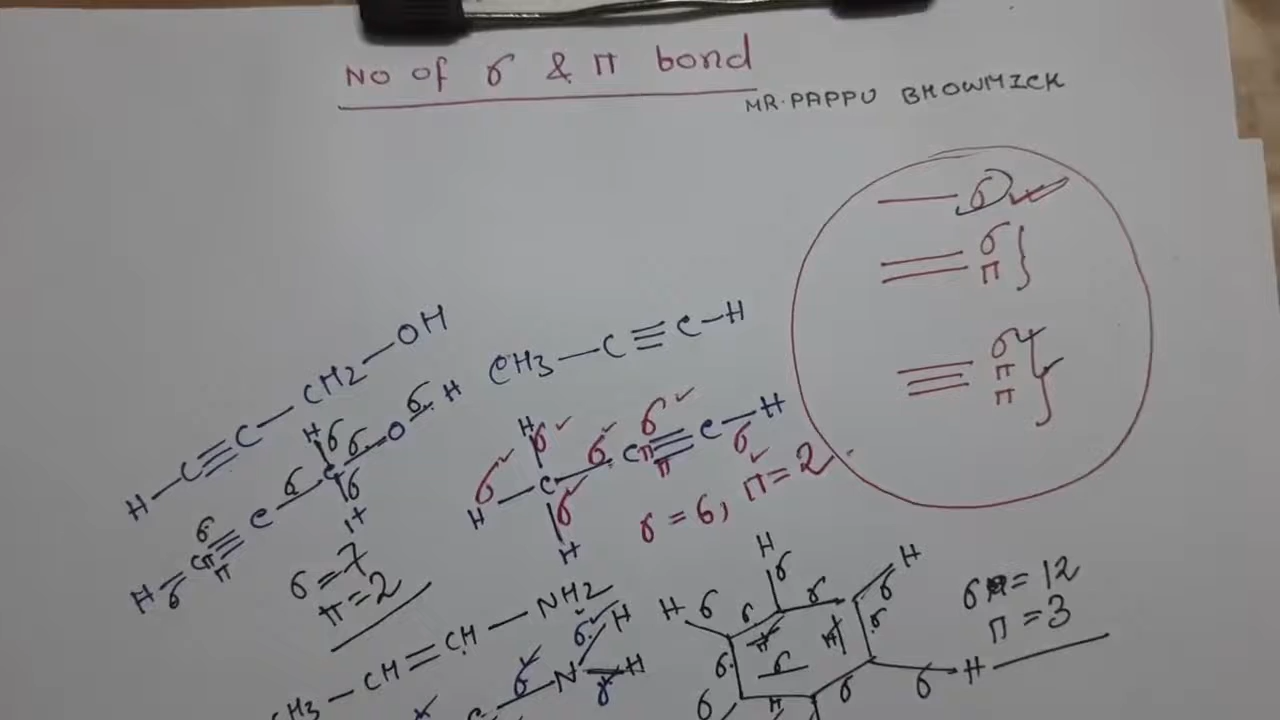 NO of σ & π bond
MR. PAPPU BHOWMICK
— σ
= σ π }
≡ σ π π }
H—C≡C—CH2—OH
CH3—C≡C—H
H σ C σ π π ≡ C σ C σ O σ H
H σ
σ H
σ=7
π=2
H σ C σ C σ π π ≡ C σ H
H σ
σ H
σ=6, π=2
CH3—CH=CH—NH2
C σ N σ H
σ H
H σ H σ H σ σ σ π π σ σ σ σ σ σ H π
σ = 12
π = 3